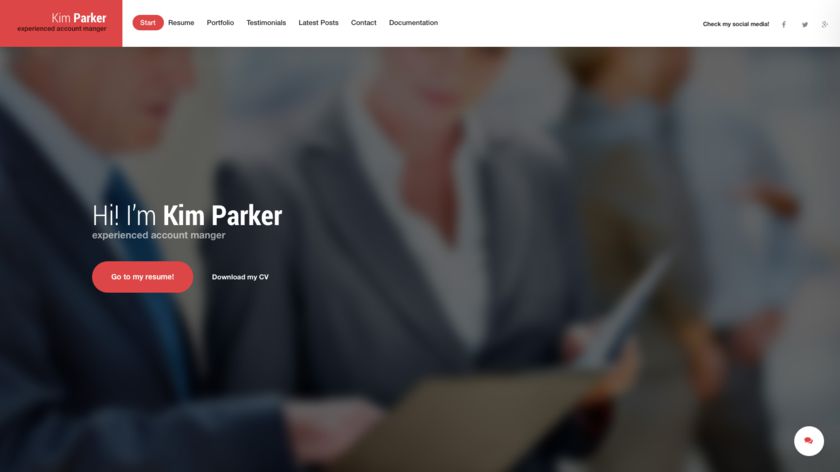 Kim Parker
experienced account manger
Start Resume Portfolio Testimonials Latest Posts Contact Documentation
Check my social media!
Hi! I'm Kim Parker
experienced account manger
Go to my resume! Download my CV